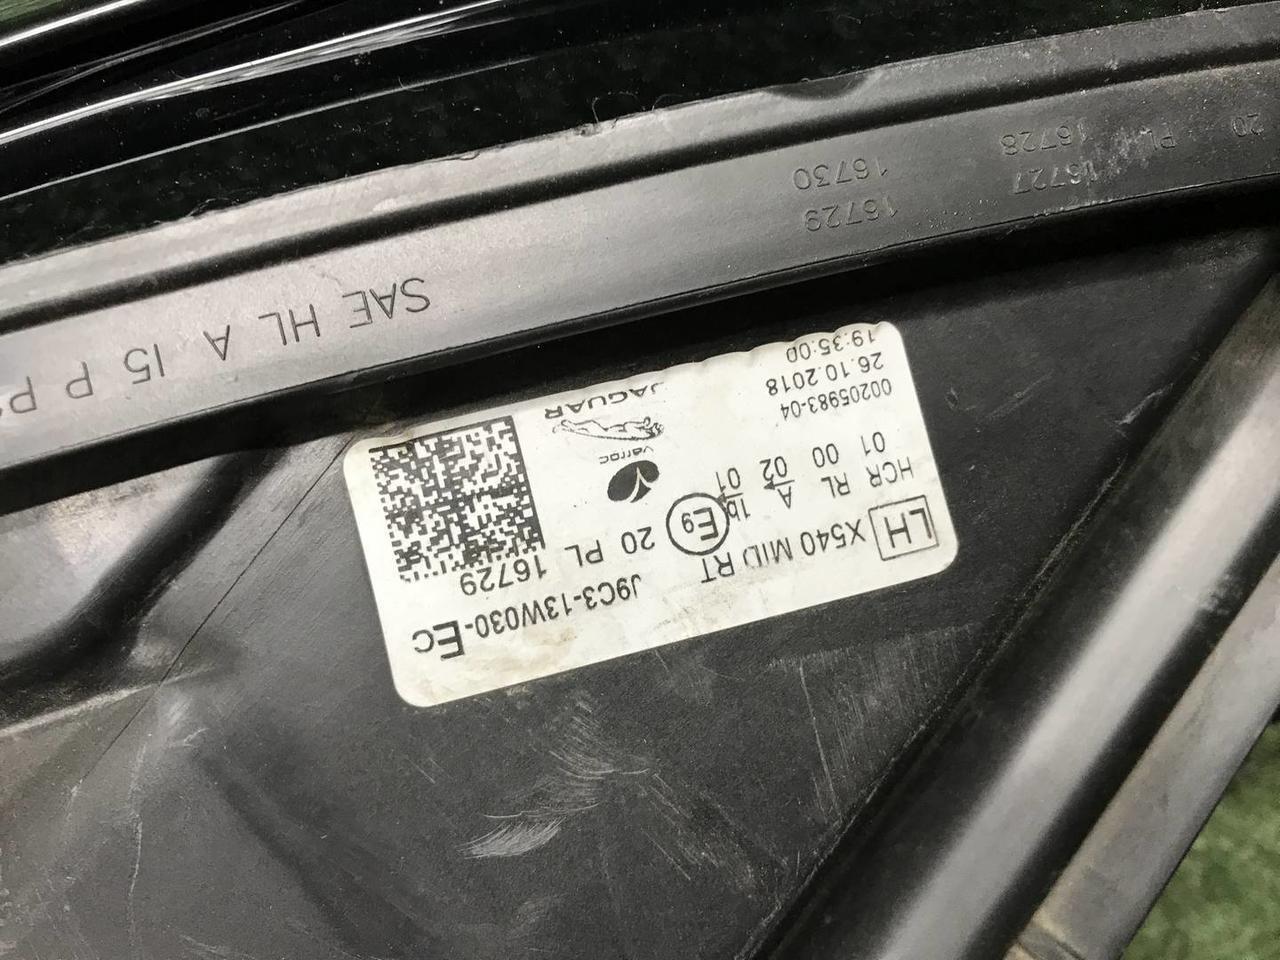 J9C3-13W030-EC
X540 MID RT
LH
20 PL 16729
E9
1b
01
A
02
RL
00
HCR
01
varroc
JAGUAR
00205983-04
26.10.2018
19:35:00
SAE HL A I5 P
16729
16730
16727
16728
PL
20